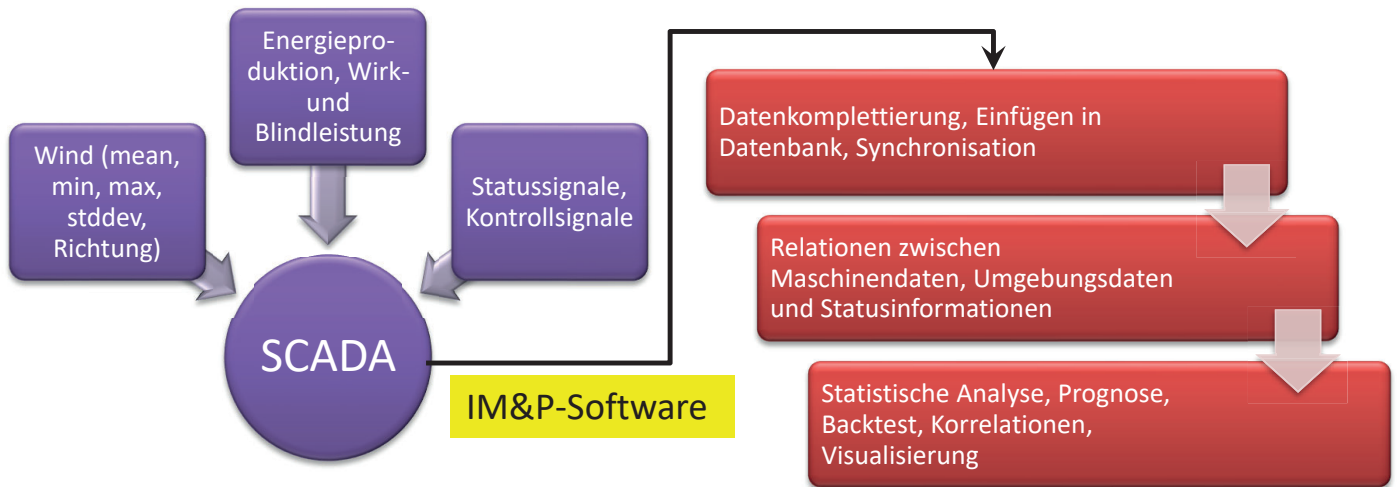 Wind (mean,
min, max,
stddev,
Richtung)
Energiepro-
duktion, Wirk-
und
Blindleistung
Statussignale,
Kontrollsignale
SCADA
IM&P-Software
Datenkomplettierung, Einfügen in
Datenbank, Synchronisation
Relationen zwischen
Maschinendaten, Umgebungsdaten
und Statusinformationen
Statistische Analyse, Prognose,
Backtest, Korrelationen,
Visualisierung